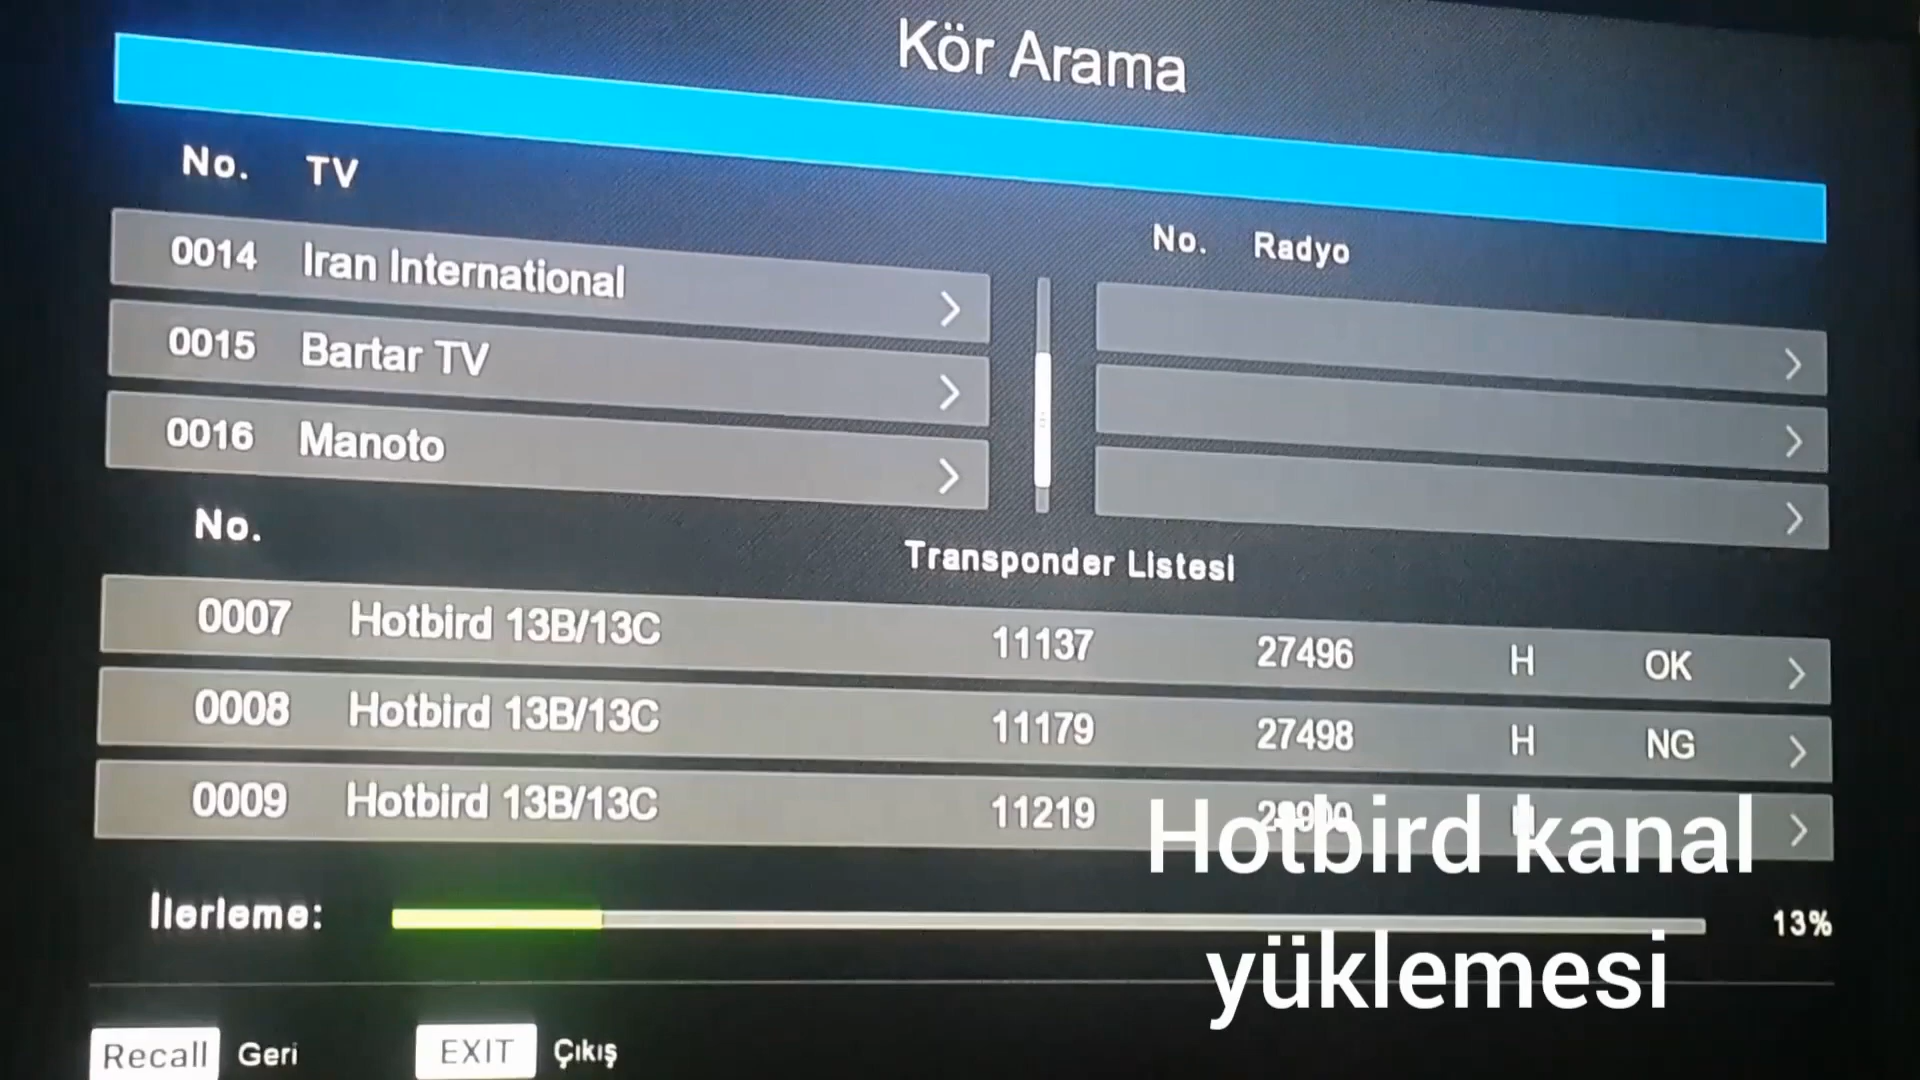 Kör Arama
No. TV
No. Radyo
0014 Iran International
0015 Bartar TV
0016 Manoto
No. Transponder Listesi
0007 Hotbird 13B/13C 11137 27496 H OK
0008 Hotbird 13B/13C 11179 27498 H NG
0009 Hotbird 13B/13C 11219
Hotbird kanal
yüklemesi
İlerleme: 13%
Recall Geri EXIT Çıkış